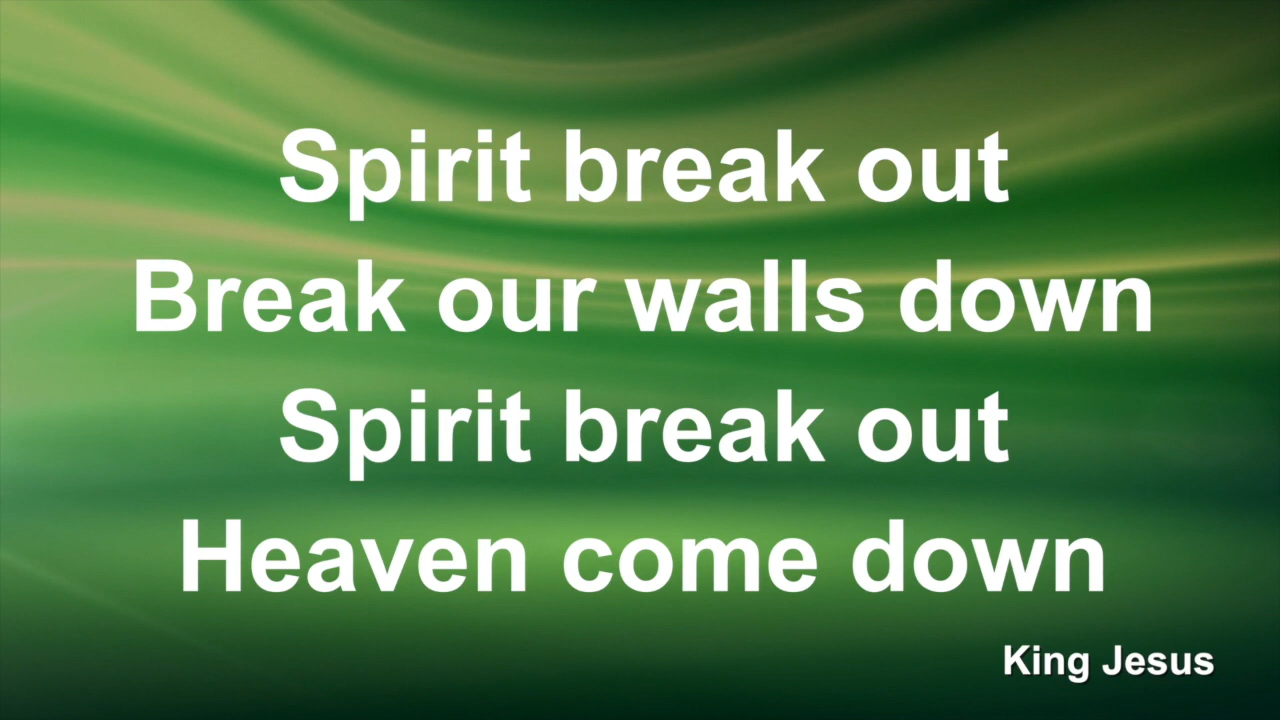 Spirit break out
Break our walls down
Spirit break out
Heaven come down
King Jesus